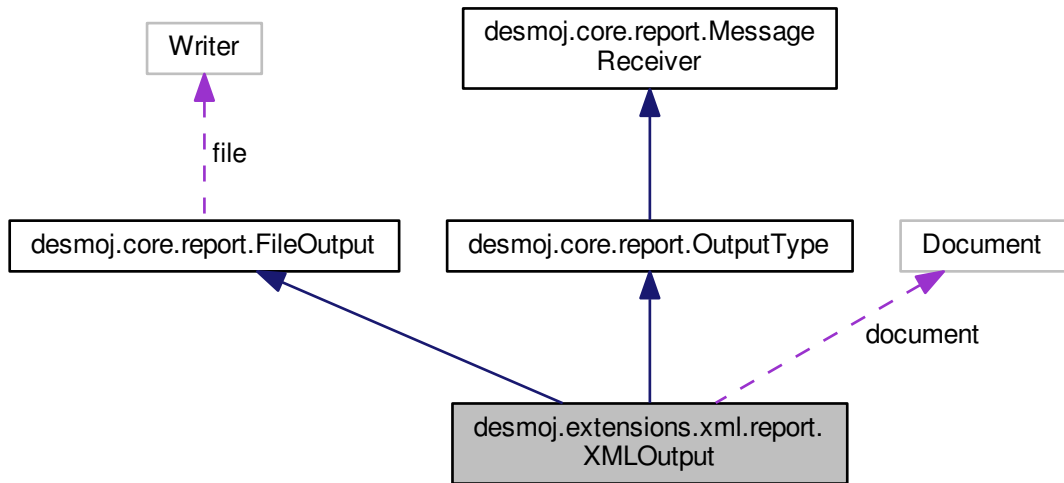 Writer
desmoj.core.report.Message
Receiver
file
desmoj.core.report.FileOutput
desmoj.core.report.OutputType
Document
document
desmoj.extensions.xml.report.
XMLOutput